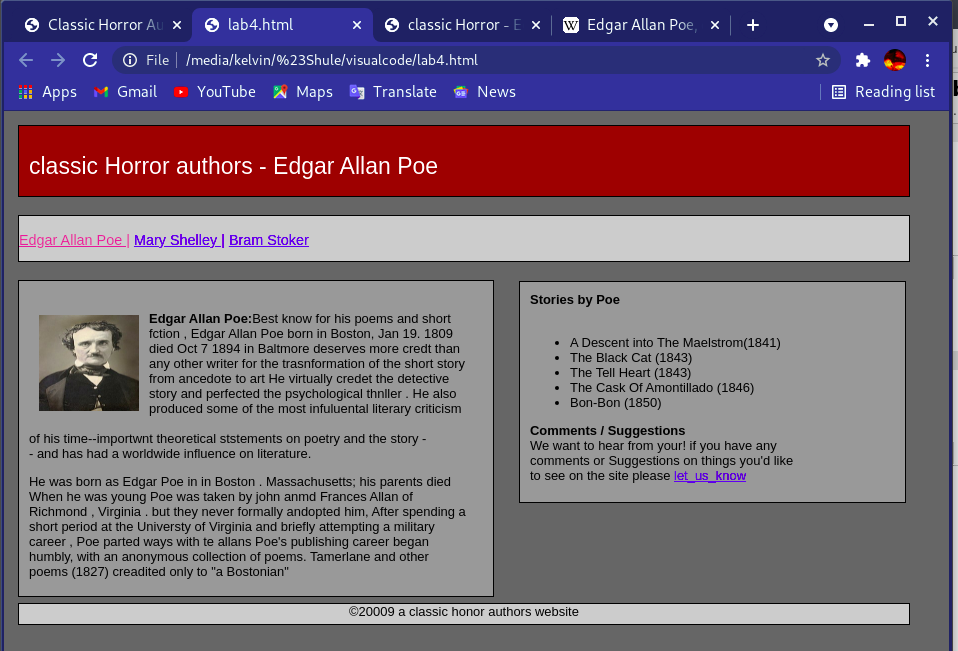 Classic Horror Au
lab4.html
classic Horror - E
Edgar Allan Poe,
File
/media/kelvin/%23Shule/visualcode/lab4.html
Apps
Gmail
YouTube
Maps
Translate
News
Reading list
classic Horror authors - Edgar Allan Poe
Edgar Allan Poe | Mary Shelley | Bram Stoker
Edgar Allan Poe:Best know for his poems and short
fction , Edgar Allan Poe born in Boston, Jan 19. 1809
died Oct 7 1894 in Baltmore deserves more credt than
any other writer for the trasnformation of the short story
from ancedote to art He virtually credet the detective
story and perfected the psychological thnller . He also
produced some of the most infuluental literary criticism
of his time--importwnt theoretical ststements on poetry and the story -
- and has had a worldwide influence on literature.
He was born as Edgar Poe in in Boston . Massachusetts; his parents died
When he was young Poe was taken by john anmd Frances Allan of
Richmond , Virginia . but they never formally andopted him, After spending a
short period at the Universty of Virginia and briefly attempting a military
career , Poe parted ways with te allans Poe's publishing career began
humbly, with an anonymous collection of poems. Tamerlane and other
poems (1827) creadited only to "a Bostonian"
Stories by Poe
A Descent into The Maelstrom(1841)
The Black Cat (1843)
The Tell Heart (1843)
The Cask Of Amontillado (1846)
Bon-Bon (1850)
Comments / Suggestions
We want to hear from your! if you have any
comments or Suggestions on things you'd like
to see on the site please let_us_know
©20009 a classic honor authors website